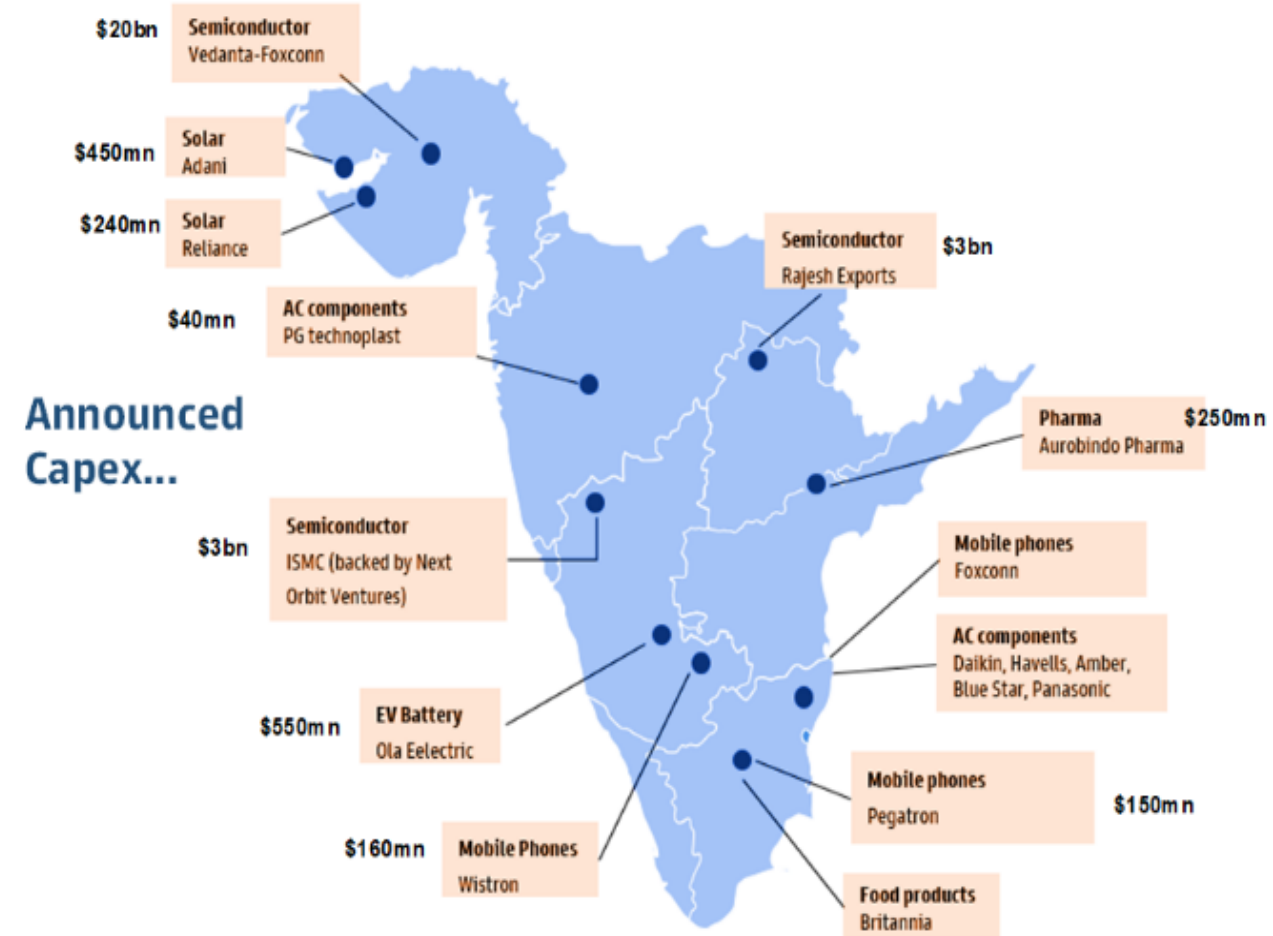 $20bn
Semiconductor
Vedanta-Foxconn
$450mn
Solar
Adani
$240mn
Solar
Reliance
Semiconductor
Rajesh Exports
$3bn
$40mn
AC components
PG technoplast
Announced
Capex...
Pharma
Aurobindo Pharma
$250mn
$3bn
Semiconductor
ISMC (backed by Next
Orbit Ventures)
Mobile phones
Foxconn
AC components
Daikin, Havells, Amber,
Blue Star, Panasonic
$550mn
EV Battery
Ola Eelectric
Mobile phones
Pegatron
$150mn
$160mn
Mobile Phones
Wistron
Food products
Britannia